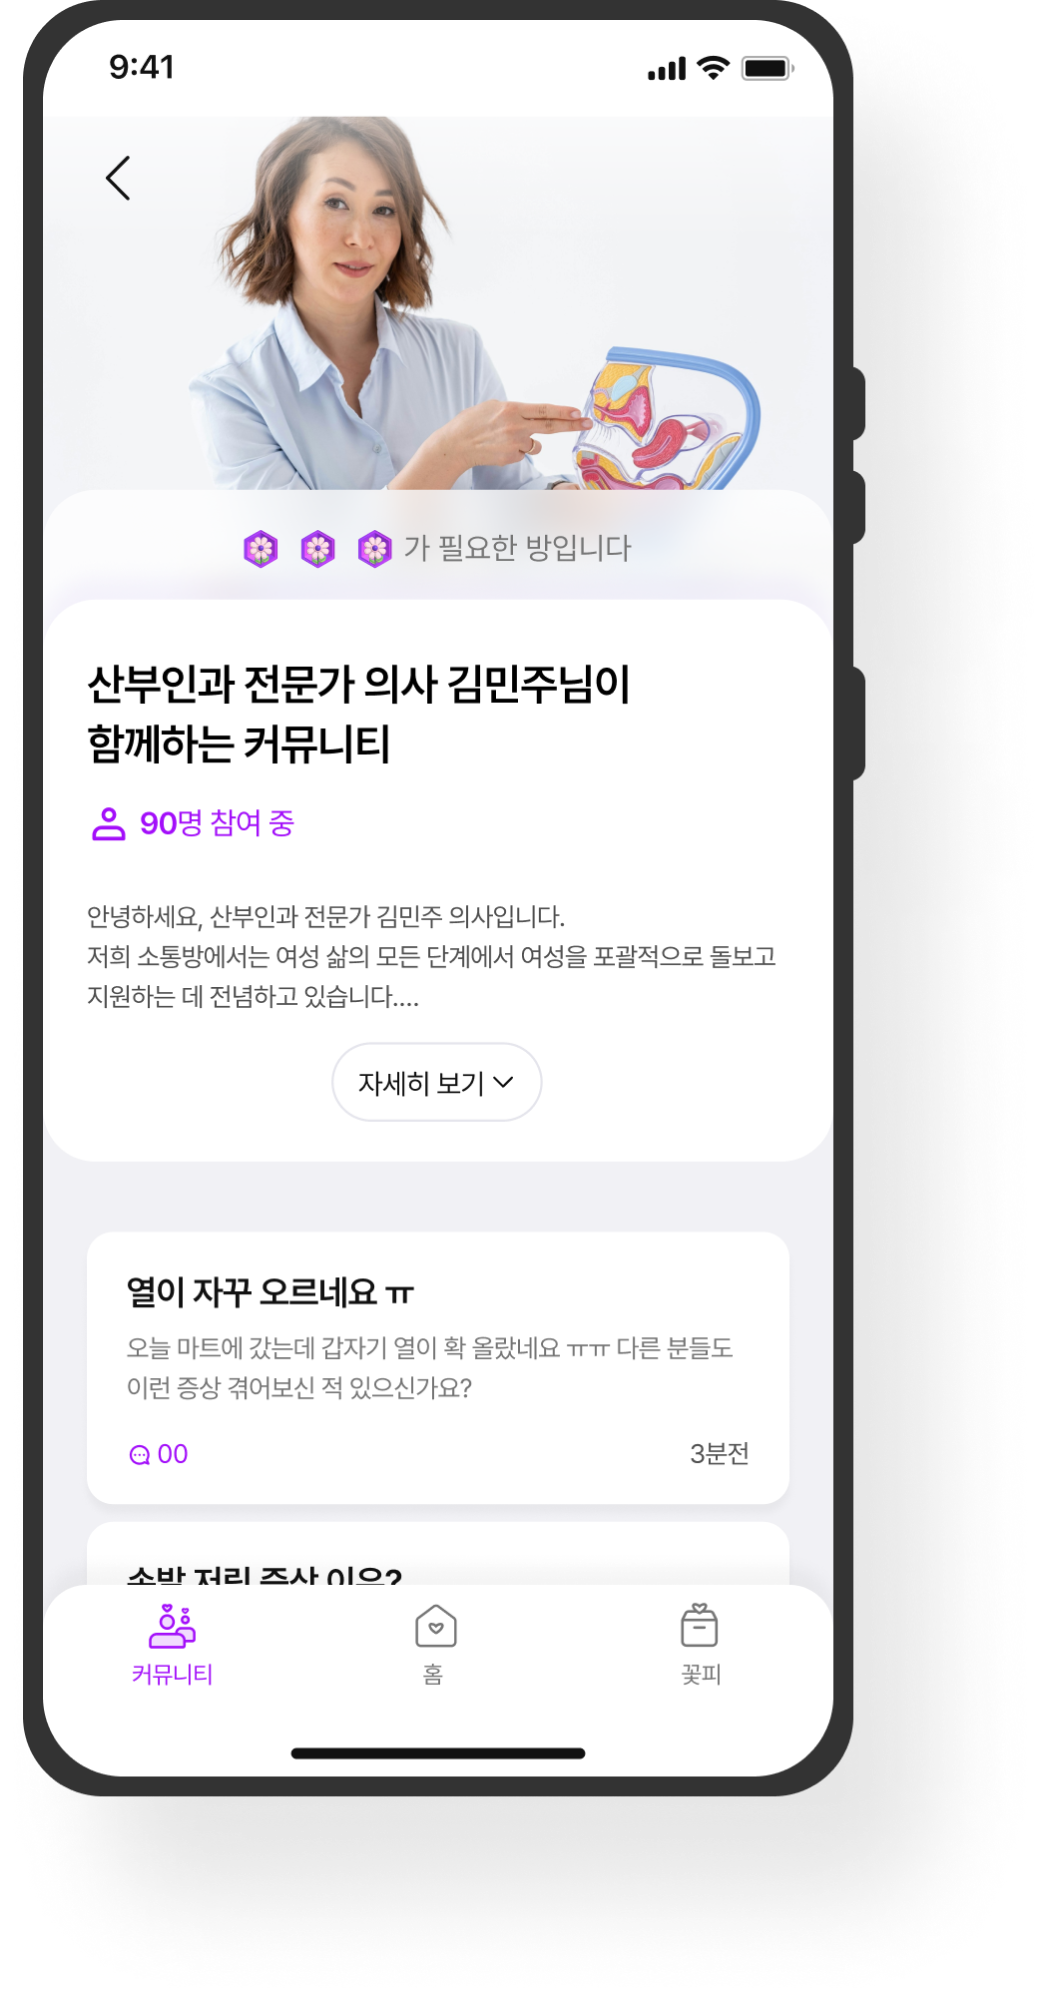 9:41
가 필요한 방입니다
산부인과 전문가 의사 김민주님이
함께하는 커뮤니티
90명 참여 중
안녕하세요, 산부인과 전문가 김민주 의사입니다.
저희 소통방에서는 여성 삶의 모든 단계에서 여성을 포괄적으로 돌보고
지원하는 데 전념하고 있습니다....
자세히 보기
열이 자꾸 오르네요 ㅠ
오늘 마트에 갔는데 갑자기 열이 확 올랐네요 ㅠㅠ 다른 분들도
이런 증상 겪어보신 적 있으신가요?
00
3분전
손발 저린 증상 이유?
커뮤니티
홈
꽃피